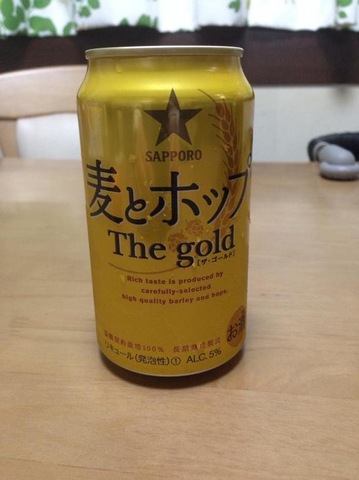 SAPPORO
麦とホップ
The gold
[ザ・ゴールド]
Rich taste is produced by
carefully-selected
high quality barley and hops.
リキュール(発泡性)① ALC.5%